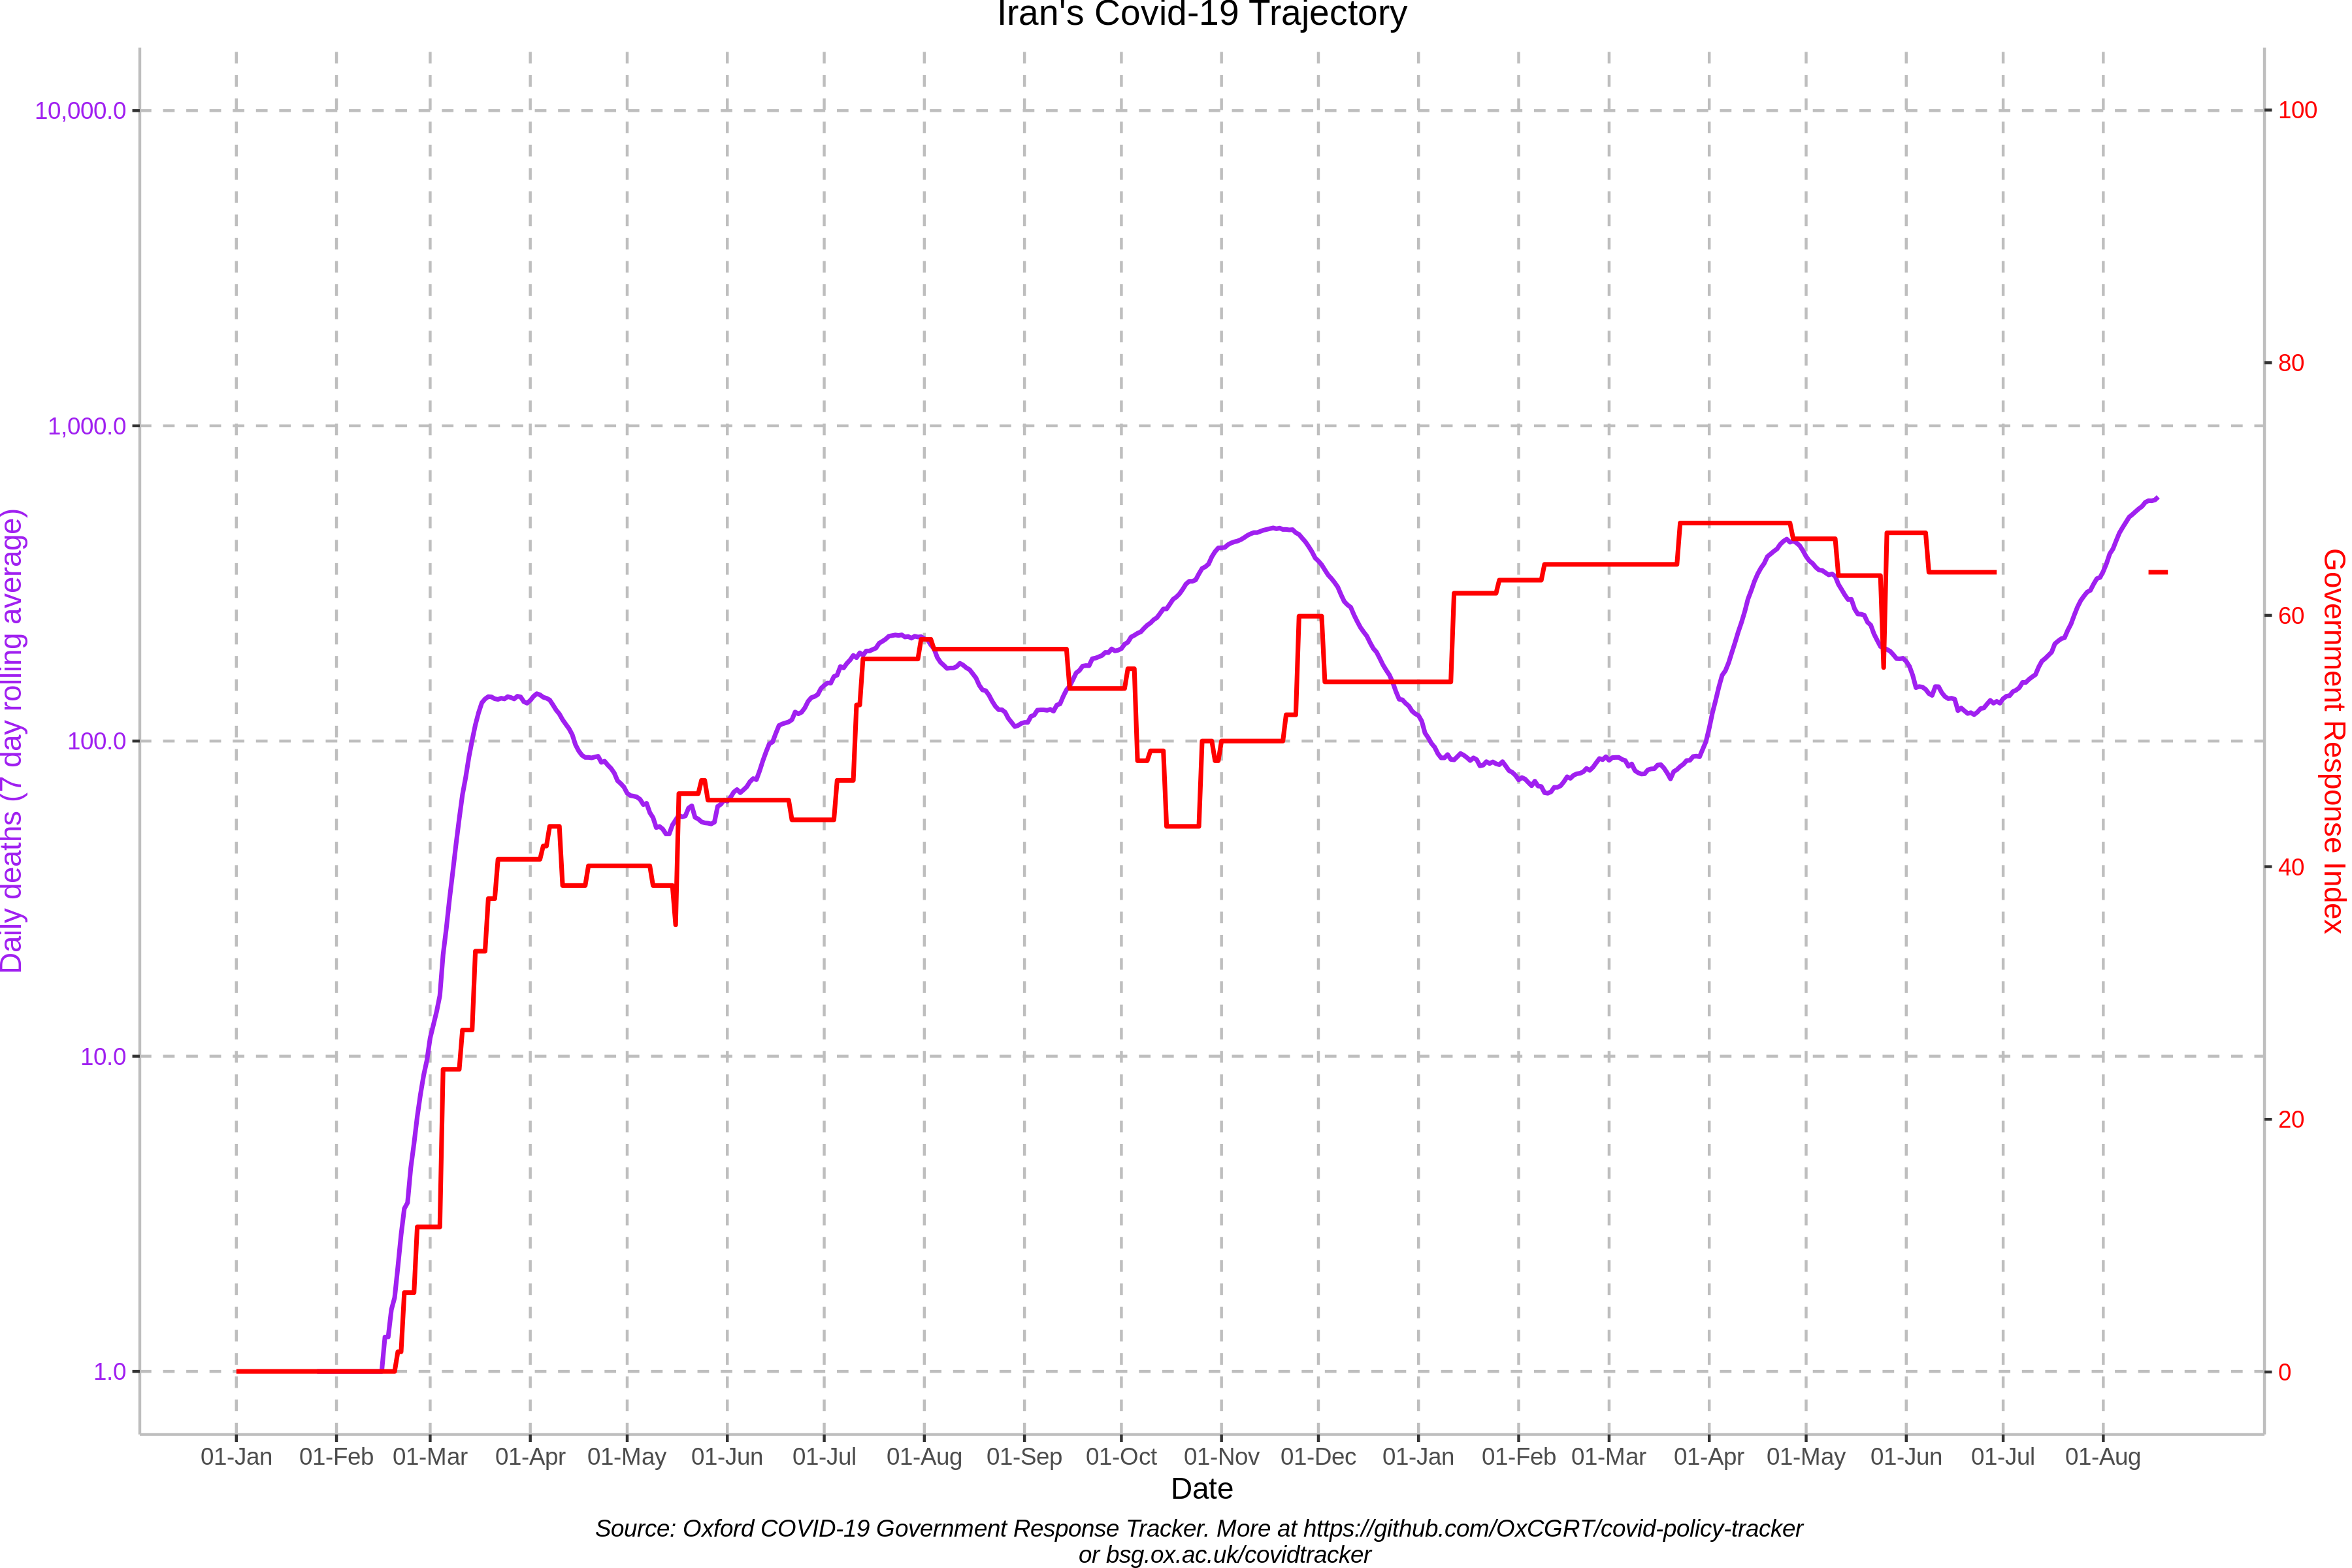 Iran's Covid-19 Trajectory
10,000.0
1,000.0
100.0
10.0
1.0
Daily deaths (7 day rolling average)
100
80
60
40
20
0
Government Response Index
01-Jan 01-Feb 01-Mar 01-Apr 01-May 01-Jun 01-Jul 01-Aug 01-Sep 01-Oct 01-Nov 01-Dec 01-Jan 01-Feb 01-Mar 01-Apr 01-May 01-Jun 01-Jul 01-Aug
Date
Source: Oxford COVID-19 Government Response Tracker. More at https://github.com/OxCGRT/covid-policy-tracker
or bsg.ox.ac.uk/covidtracker